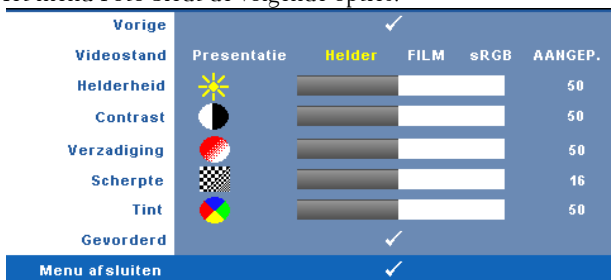 Vorige
Videostand Presentatie Helder FILM sRGB AANGEP.
Helderheid 50
Contrast 50
Verzadiging 50
Scherpte 16
Tint 50
Gevorderd
Menu afsluiten